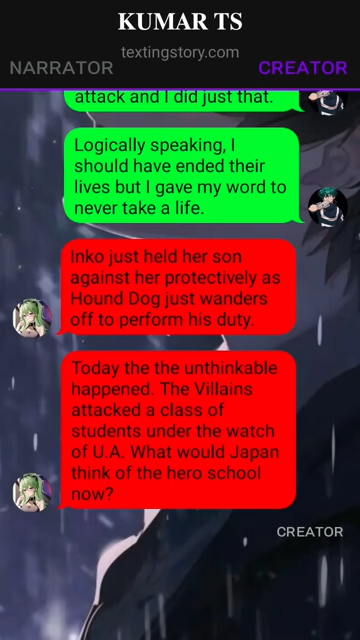 KUMAR TS
textingstory.com
NARRATOR
CREATOR
attack and I did just that.
Logically speaking, I
should have ended their
lives but I gave my word to
never take a life.
Inko just held her son
against her protectively as
Hound Dog just wanders
off to perform his duty.
Today the the unthinkable
happened. The Villains
attacked a class of
students under the watch
of U.A. What would Japan
think of the hero school
now?
CREATOR